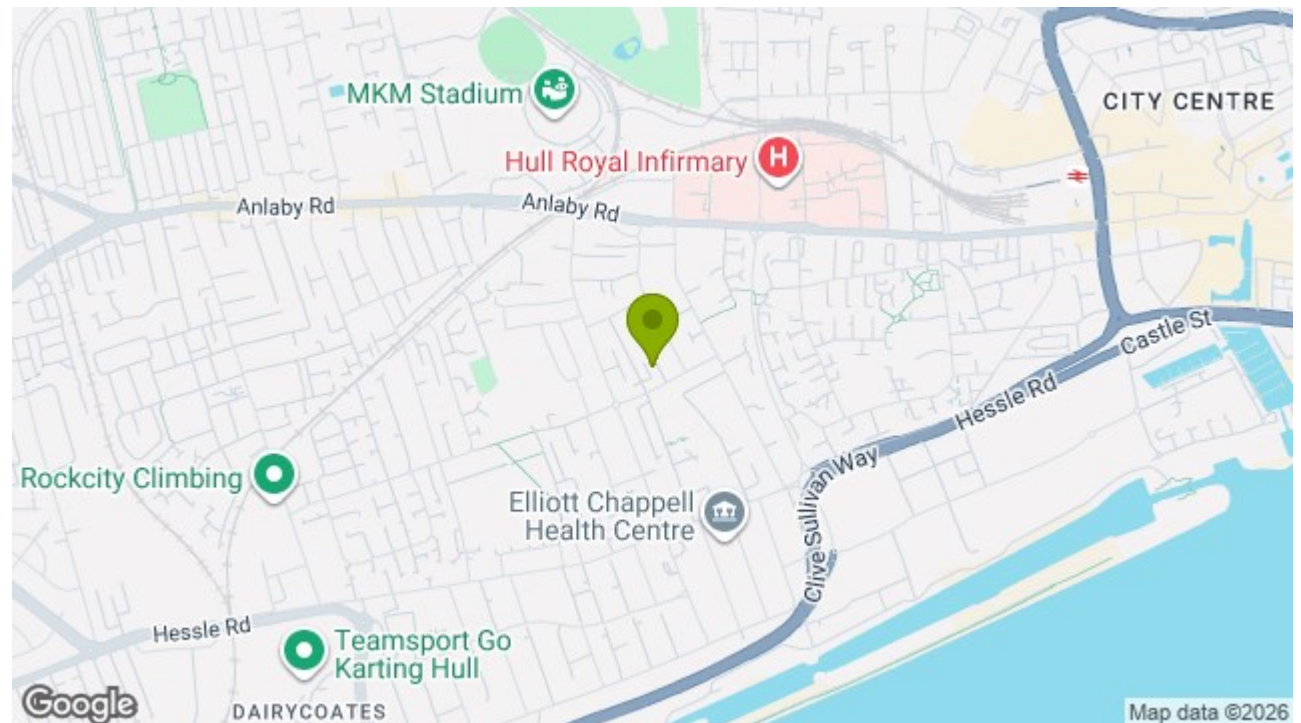 MKM Stadium
CITY CENTRE
Hull Royal Infirmary
H
Anlaby Rd
Anlaby Rd
Castle St
Hessle Rd
Clive Sullivan Way
Rockcity Climbing
Elliott Chappell
Health Centre
Hessle Rd
Teamsport Go
Karting Hull
DAIRYCOATES
Google
Map data ©2026